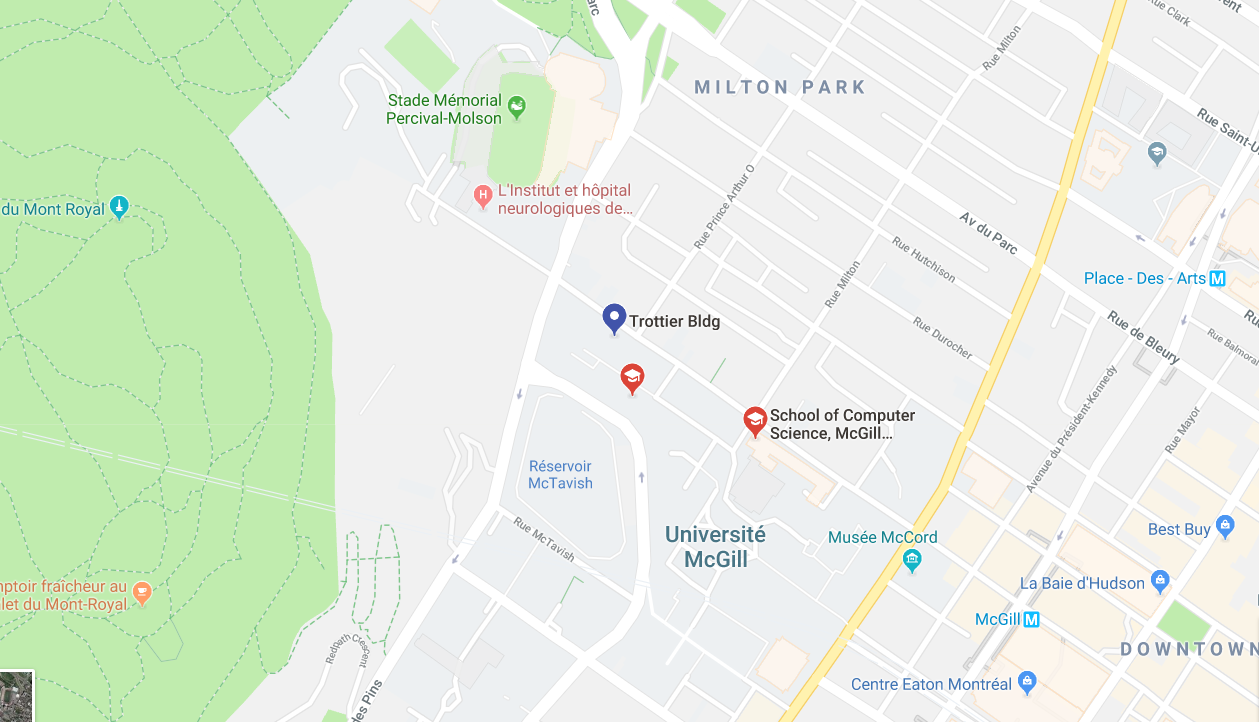 arc
Rue Clark
Rue Milton
MILTON PARK
Stade Mémorial
Percival-Molson
Rue Saint-U
L'Institut et hôpital
neurologiques de…
du Mont Royal
Rue Prince Arthur O
Av du Parc
Rue Hutchison
Place - Des - Arts M
Rue Milton
Trottier Bldg
Rue Durocher
Rue de Bleury
Rue Balmoral
School of Computer
Science, McGill…
Avenue du Président-Kennedy
Rue Mayor
Réservoir
McTavish
Rue McTavish
Université
McGill
Musée McCord
Best Buy
mptoir fraîcheur au
let du Mont-Royal
La Baie d'Hudson
McGill M
Redpath Crescent
DOWNTOWN
Centre Eaton Montréal
des Pins